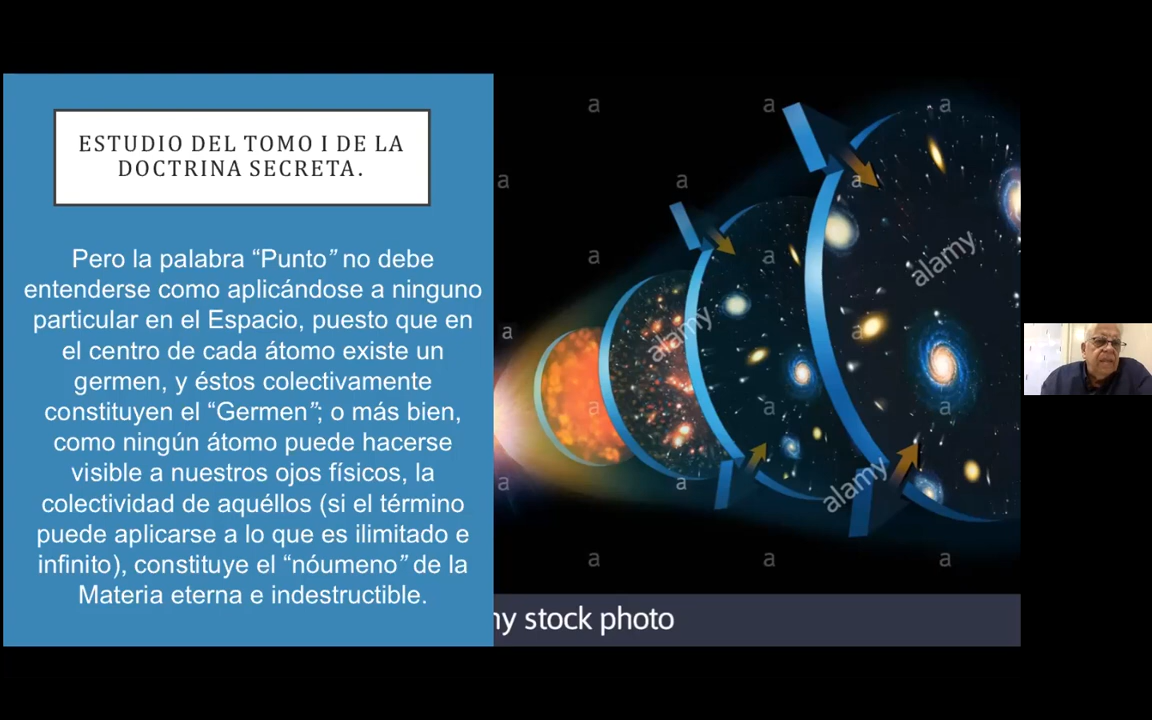 ESTUDIO DEL TOMO I DE LA
DOCTRINA SECRETA.
Pero la palabra “Punto” no debe
entenderse como aplicándose a ninguno
particular en el Espacio, puesto que en
el centro de cada átomo existe un
germen, y éstos colectivamente
constituyen el “Germen”; o más bien,
como ningún átomo puede hacerse
visible a nuestros ojos físicos, la
colectividad de aquéllos (si el término
puede aplicarse a lo que es ilimitado e
infinito), constituye el “nóumeno” de la
Materia eterna e indestructible.
a a a
a a a
alamy
a a
a alamy a
a a a
a a alamy
a a a
stock photo